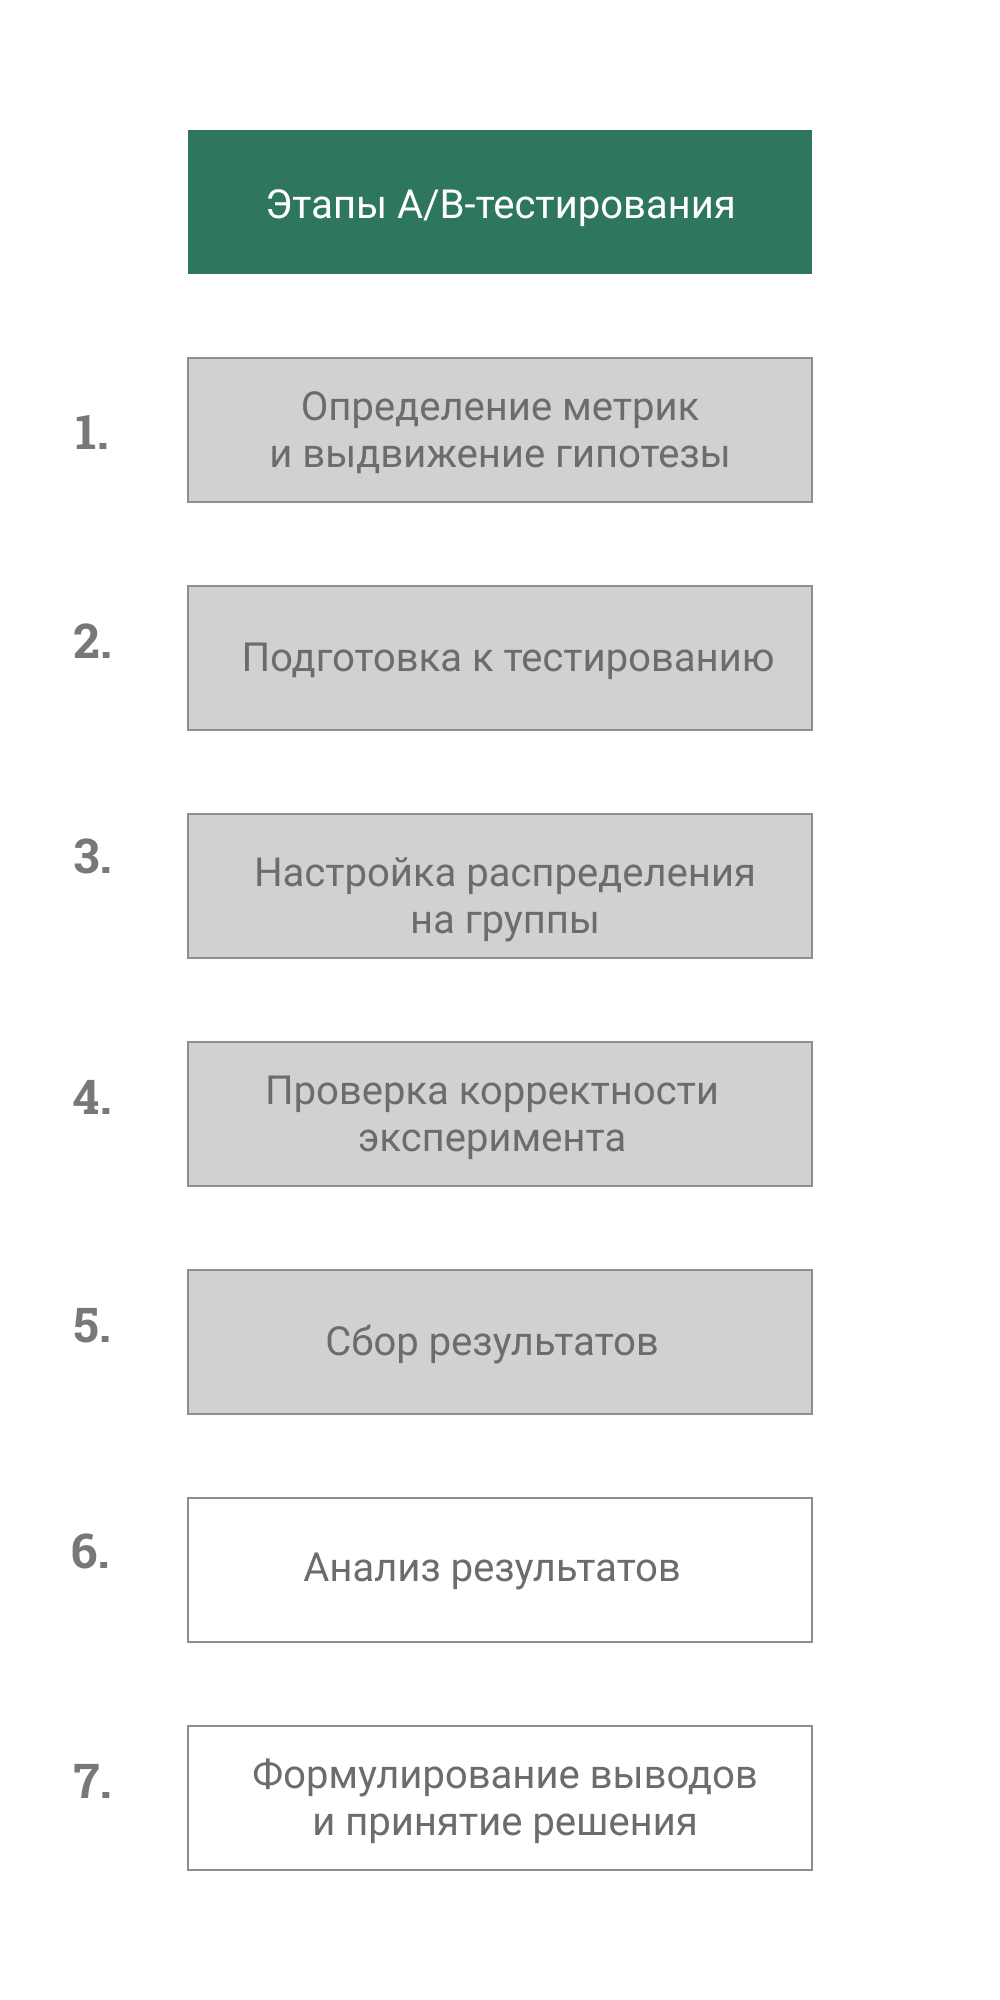 Этапы A/B-тестирования
1.
Определение метрик
и выдвижение гипотезы
2.
Подготовка к тестированию
3.
Настройка распределения
на группы
4.
Проверка корректности
эксперимента
5.
Сбор результатов
6.
Анализ результатов
7.
Формулирование выводов
и принятие решения